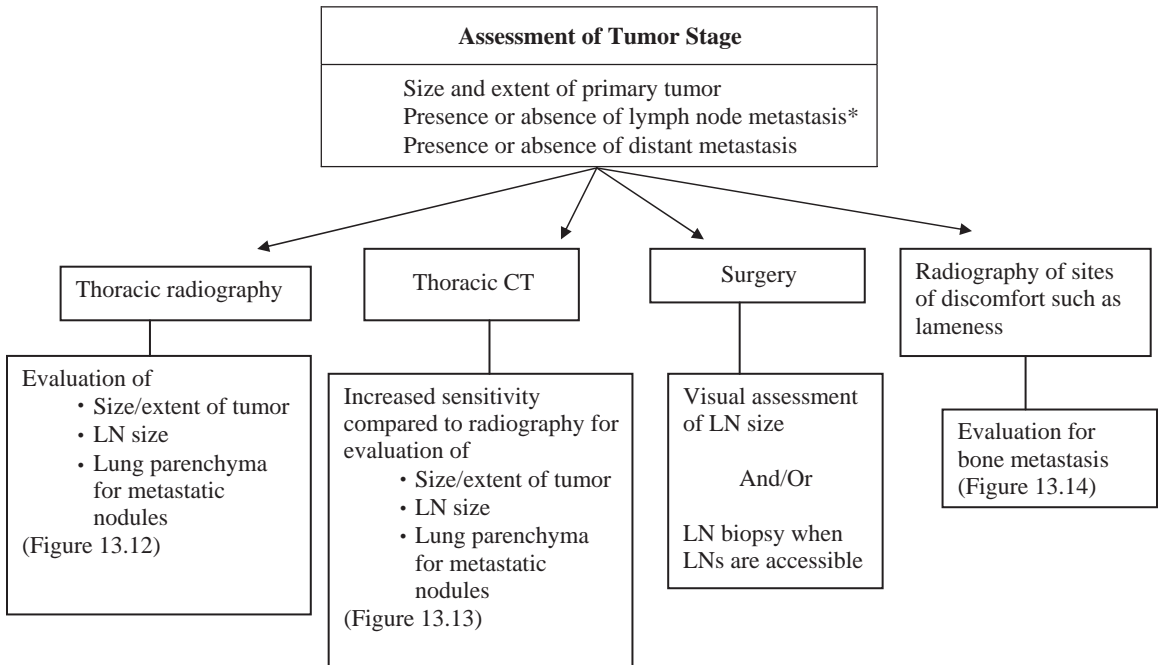 Assessment of Tumor Stage
Size and extent of primary tumor
Presence or absence of lymph node metastasis*
Presence or absence of distant metastasis
Thoracic radiography
Evaluation of
• Size/extent of tumor
• LN size
• Lung parenchyma
for metastatic
nodules
(Figure 13.12)
Thoracic CT
Increased sensitivity
compared to radiography for
evaluation of
• Size/extent of tumor
• LN size
• Lung parenchyma
for metastatic
nodules
(Figure 13.13)
Surgery
Visual assessment
of LN size
And/Or
LN biopsy when
LNs are accessible
Radiography of sites
of discomfort such as
lameness
Evaluation for
bone metastasis
(Figure 13.14)